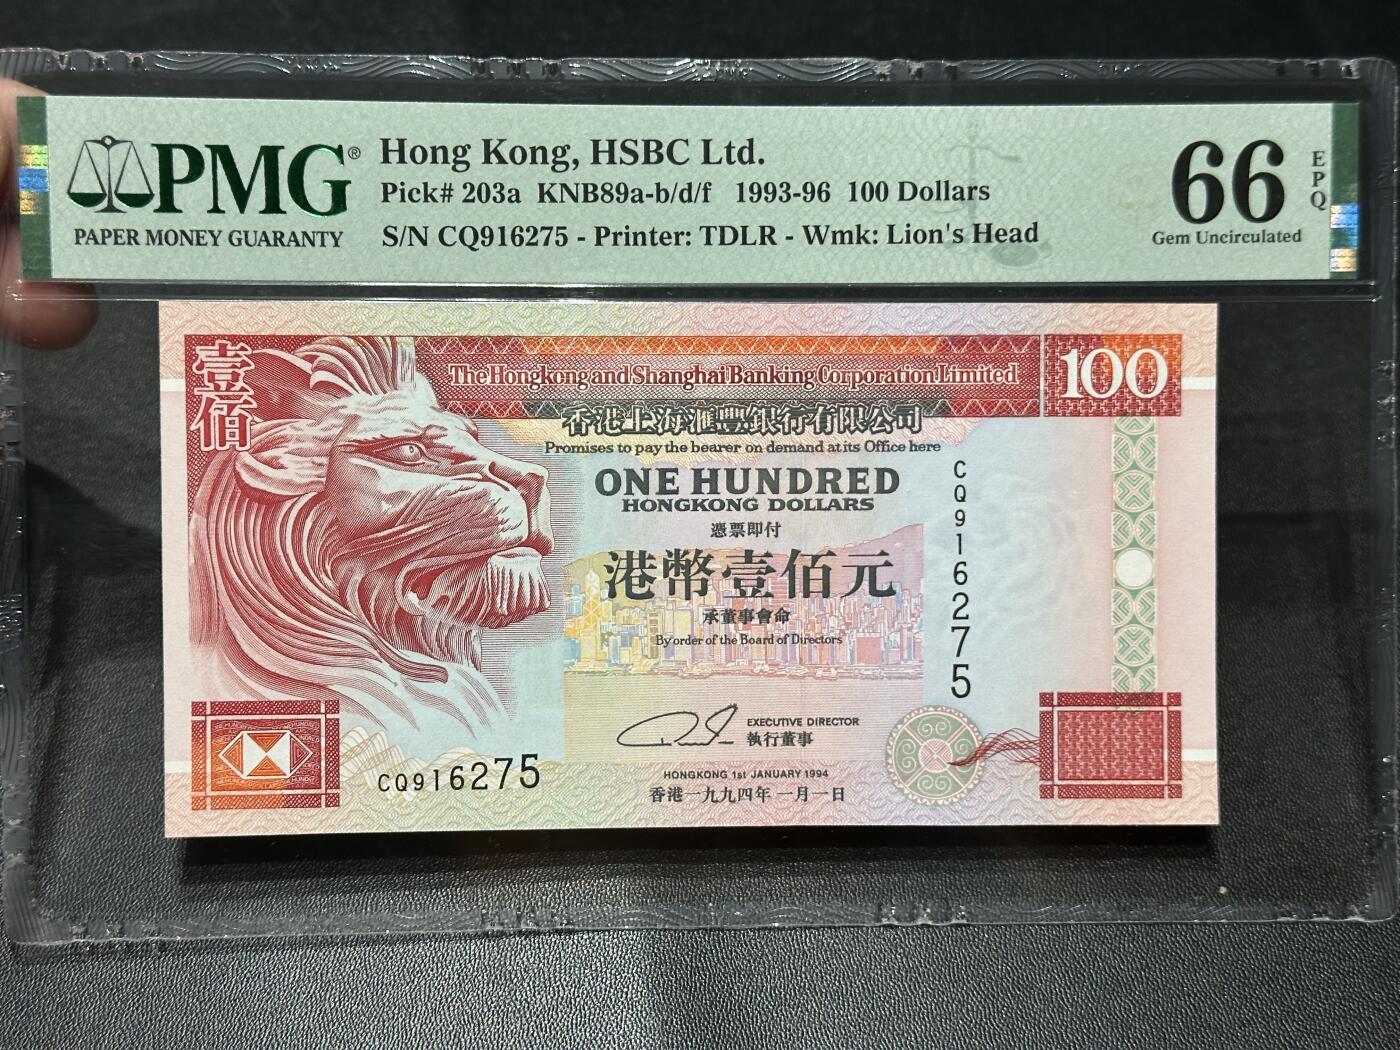 PMG®
PAPER MONEY GUARANTY
Hong Kong, HSBC Ltd.
Pick# 203a KNB89a-b/d/f 1993-96 100 Dollars
S/N CQ916275 - Printer: TDLR - Wmk: Lion's Head
66
EPQ
Gem Uncirculated
壹佰
The Hongkong and Shanghai Banking Corporation Limited
100
香港上海滙豐銀行有限公司
Promises to pay the bearer on demand at its Office here
ONE HUNDRED
HONGKONG DOLLARS
憑票即付
港幣壹佰元
承董事會命
By order of the Board of Directors
CQ916275
EXECUTIVE DIRECTOR
執行董事
CQ916275
HONGKONG 1st JANUARY 1994
香港一九九四年一月一日